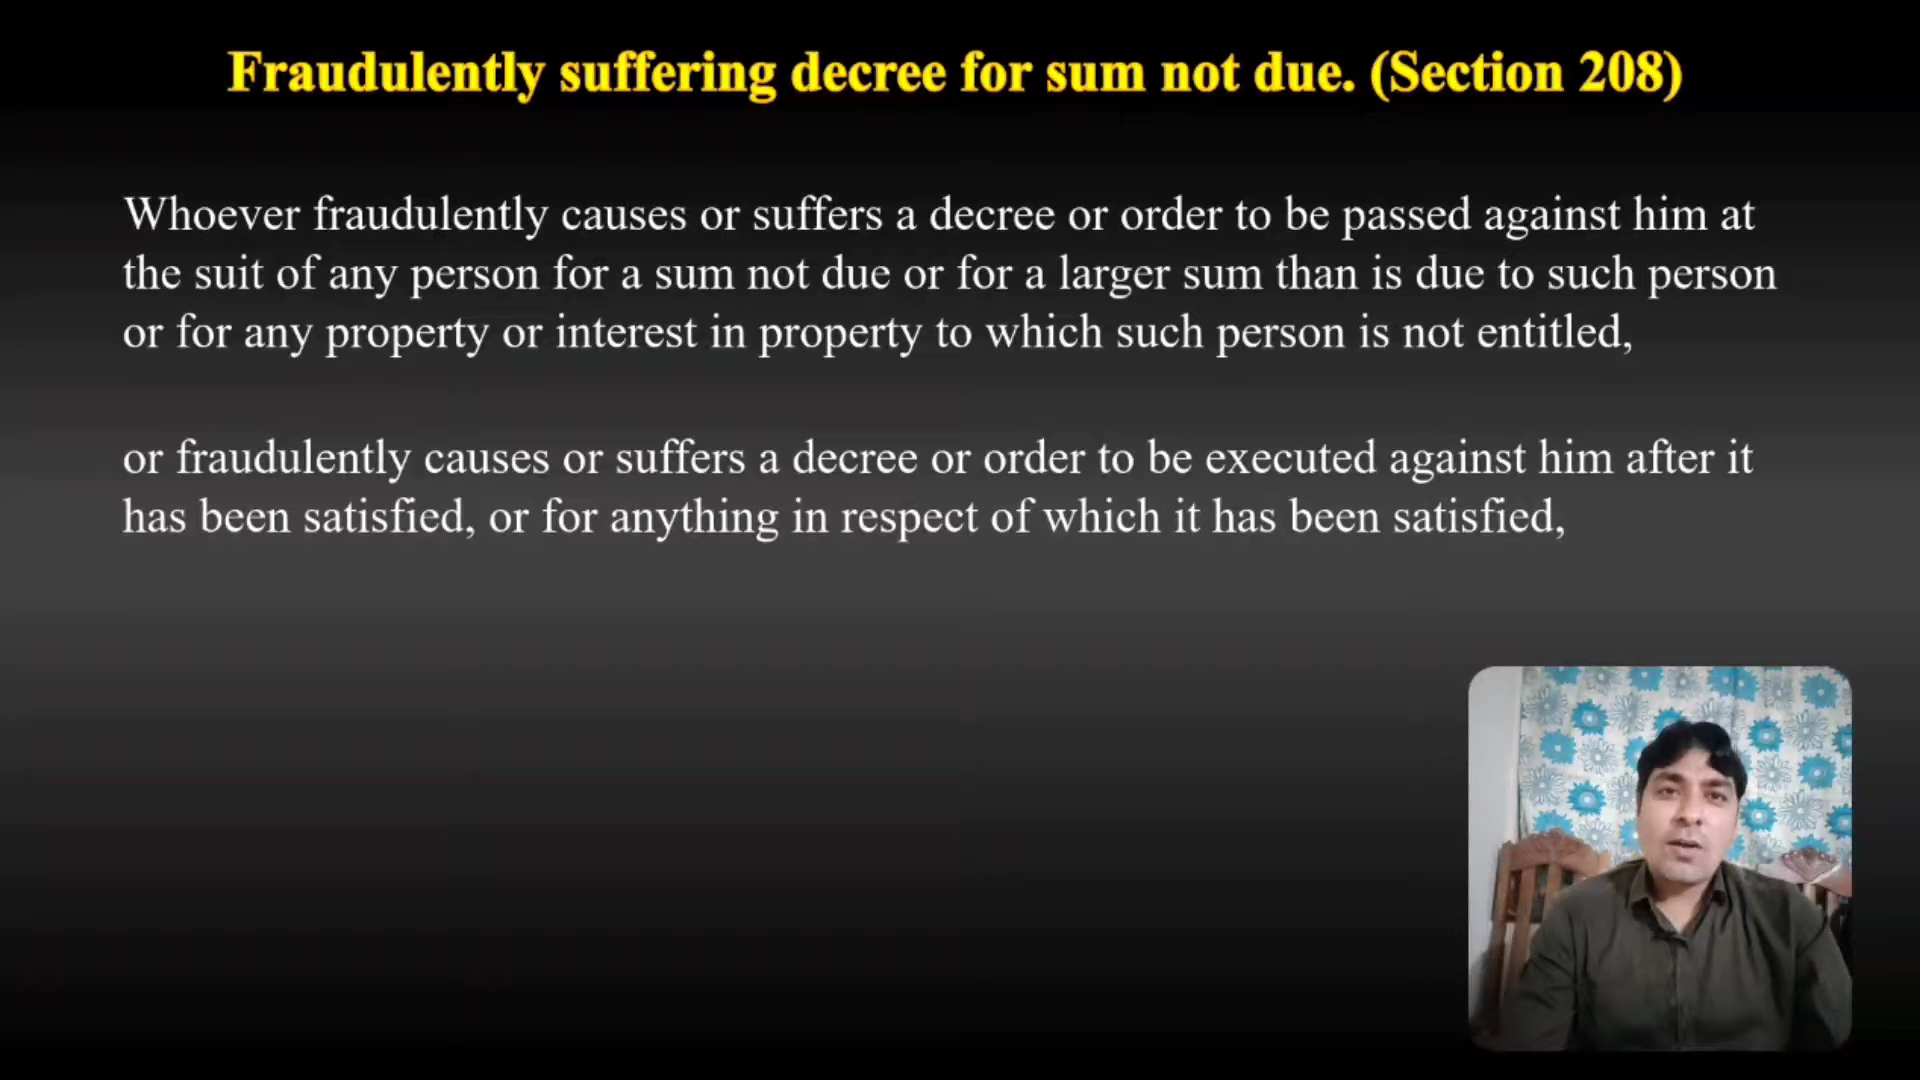 Fraudulently suffering decree for sum not due. (Section 208)
Whoever fraudulently causes or suffers a decree or order to be passed against him at
the suit of any person for a sum not due or for a larger sum than is due to such person
or for any property or interest in property to which such person is not entitled,
or fraudulently causes or suffers a decree or order to be executed against him after it
has been satisfied, or for anything in respect of which it has been satisfied,